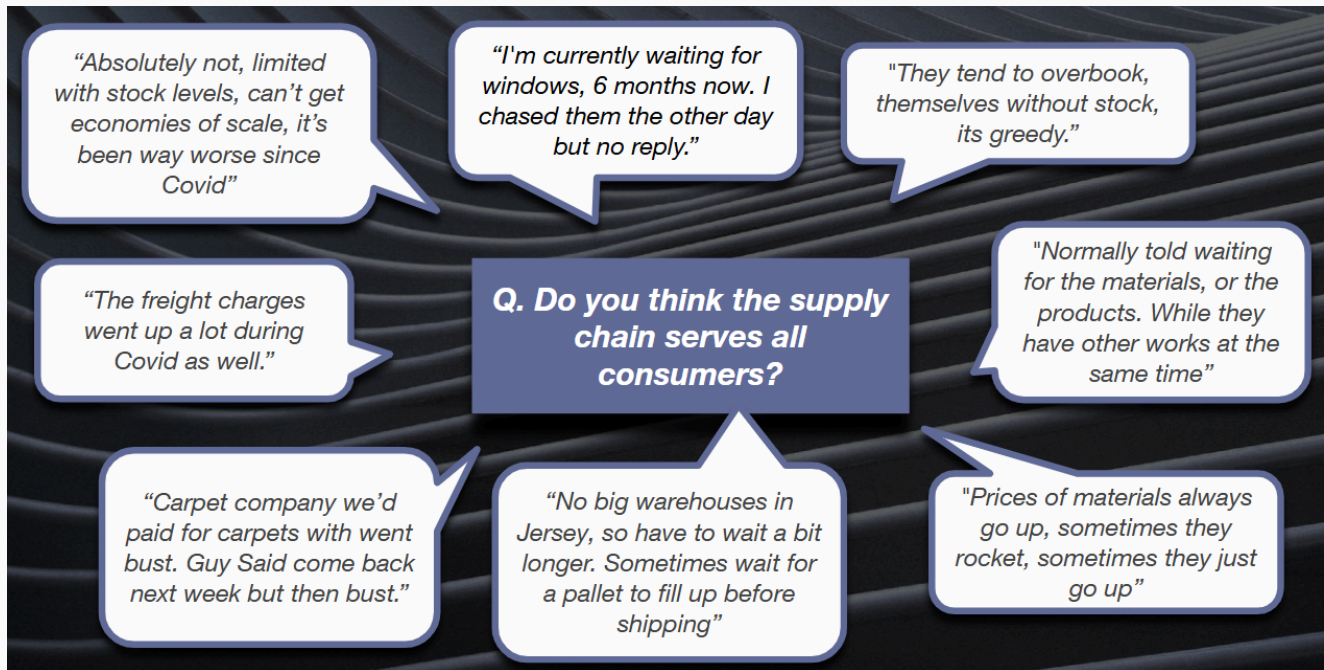 “Absolutely not, limited
with stock levels, can’t get
economies of scale, it’s
been way worse since
Covid”
“I'm currently waiting for
windows, 6 months now. I
chased them the other day
but no reply.”
"They tend to overbook,
themselves without stock,
its greedy.”
“The freight charges
went up a lot during
Covid as well.”
Q. Do you think the supply
chain serves all
consumers?
"Normally told waiting
for the materials, or the
products. While they
have other works at the
same time”
“Carpet company we’d
paid for carpets with went
bust. Guy Said come back
next week but then bust.”
“No big warehouses in
Jersey, so have to wait a bit
longer. Sometimes wait for
a pallet to fill up before
shipping”
"Prices of materials always
go up, sometimes they
rocket, sometimes they just
go up”